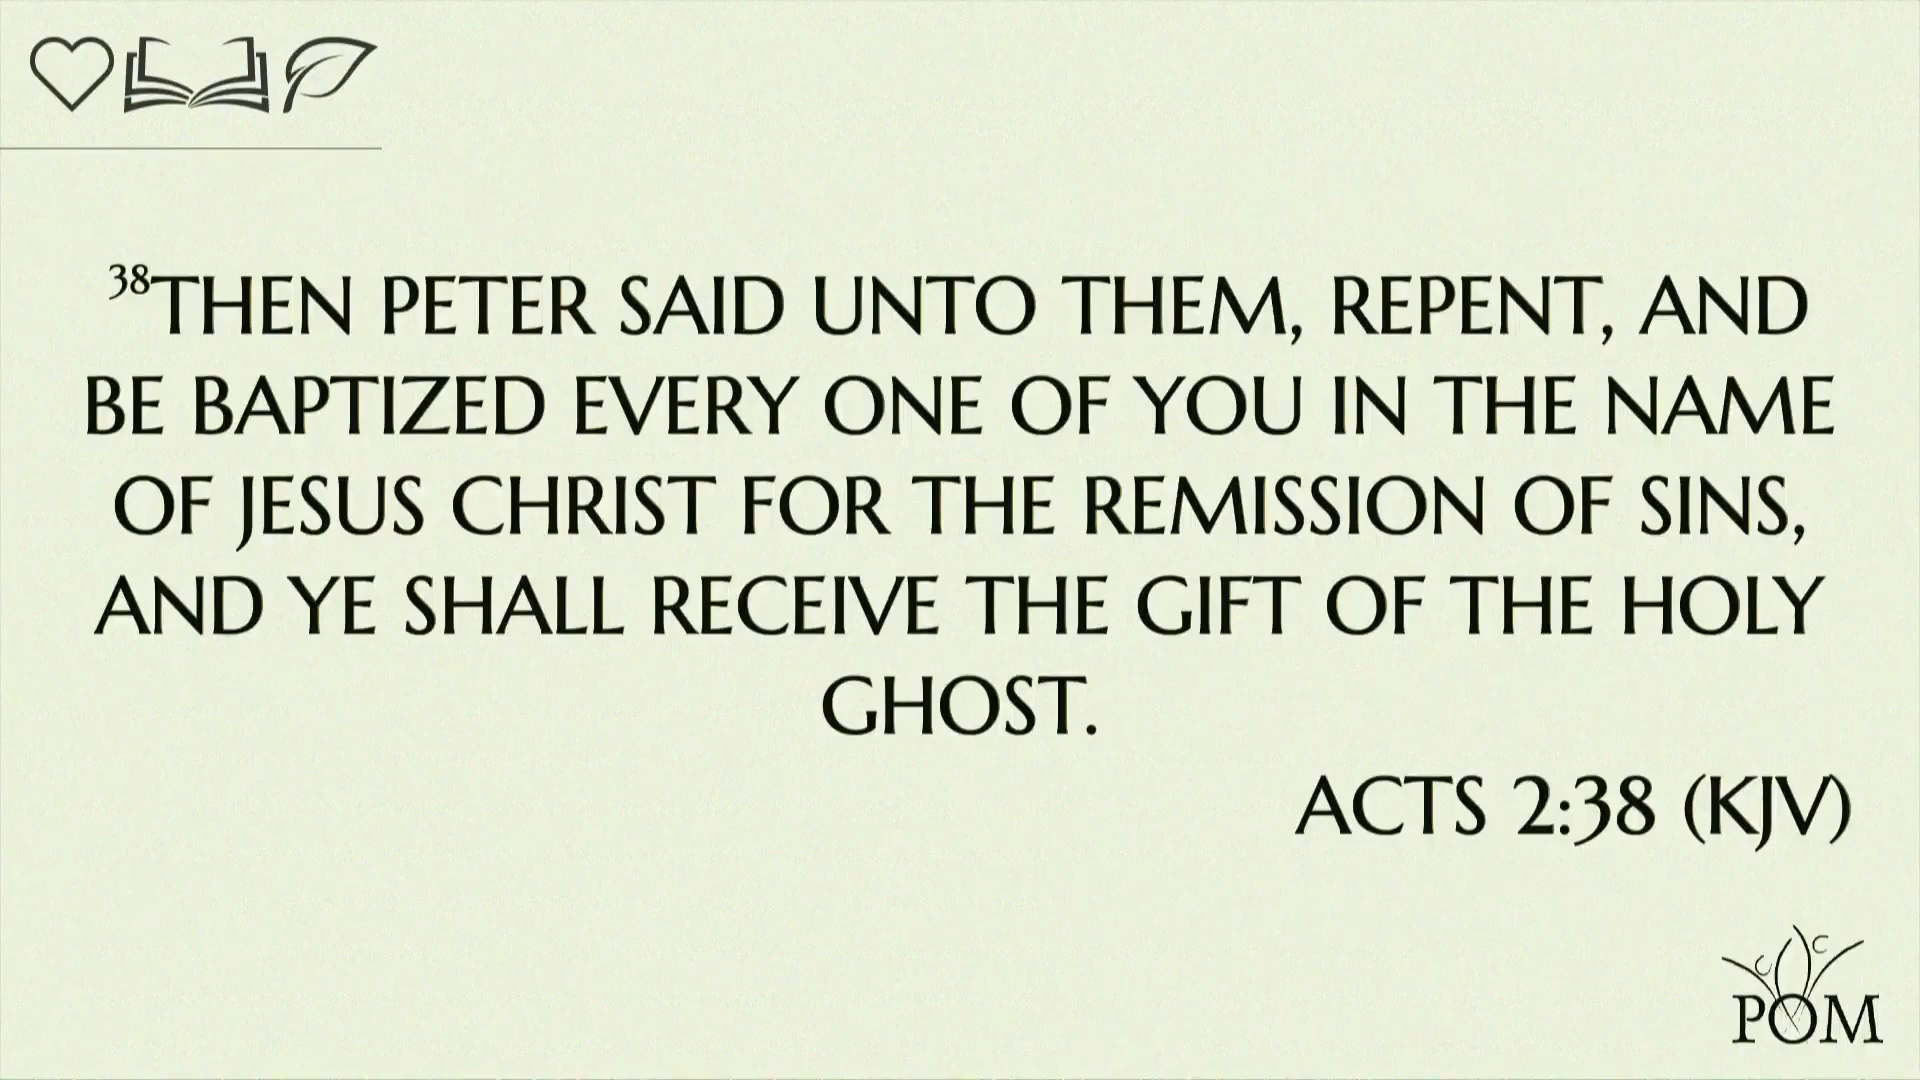 38THEN PETER SAID UNTO THEM, REPENT, AND
BE BAPTIZED EVERY ONE OF YOU IN THE NAME
OF JESUS CHRIST FOR THE REMISSION OF SINS,
AND YE SHALL RECEIVE THE GIFT OF THE HOLY
GHOST.
ACTS 2:38 (KJV)
C C
POM